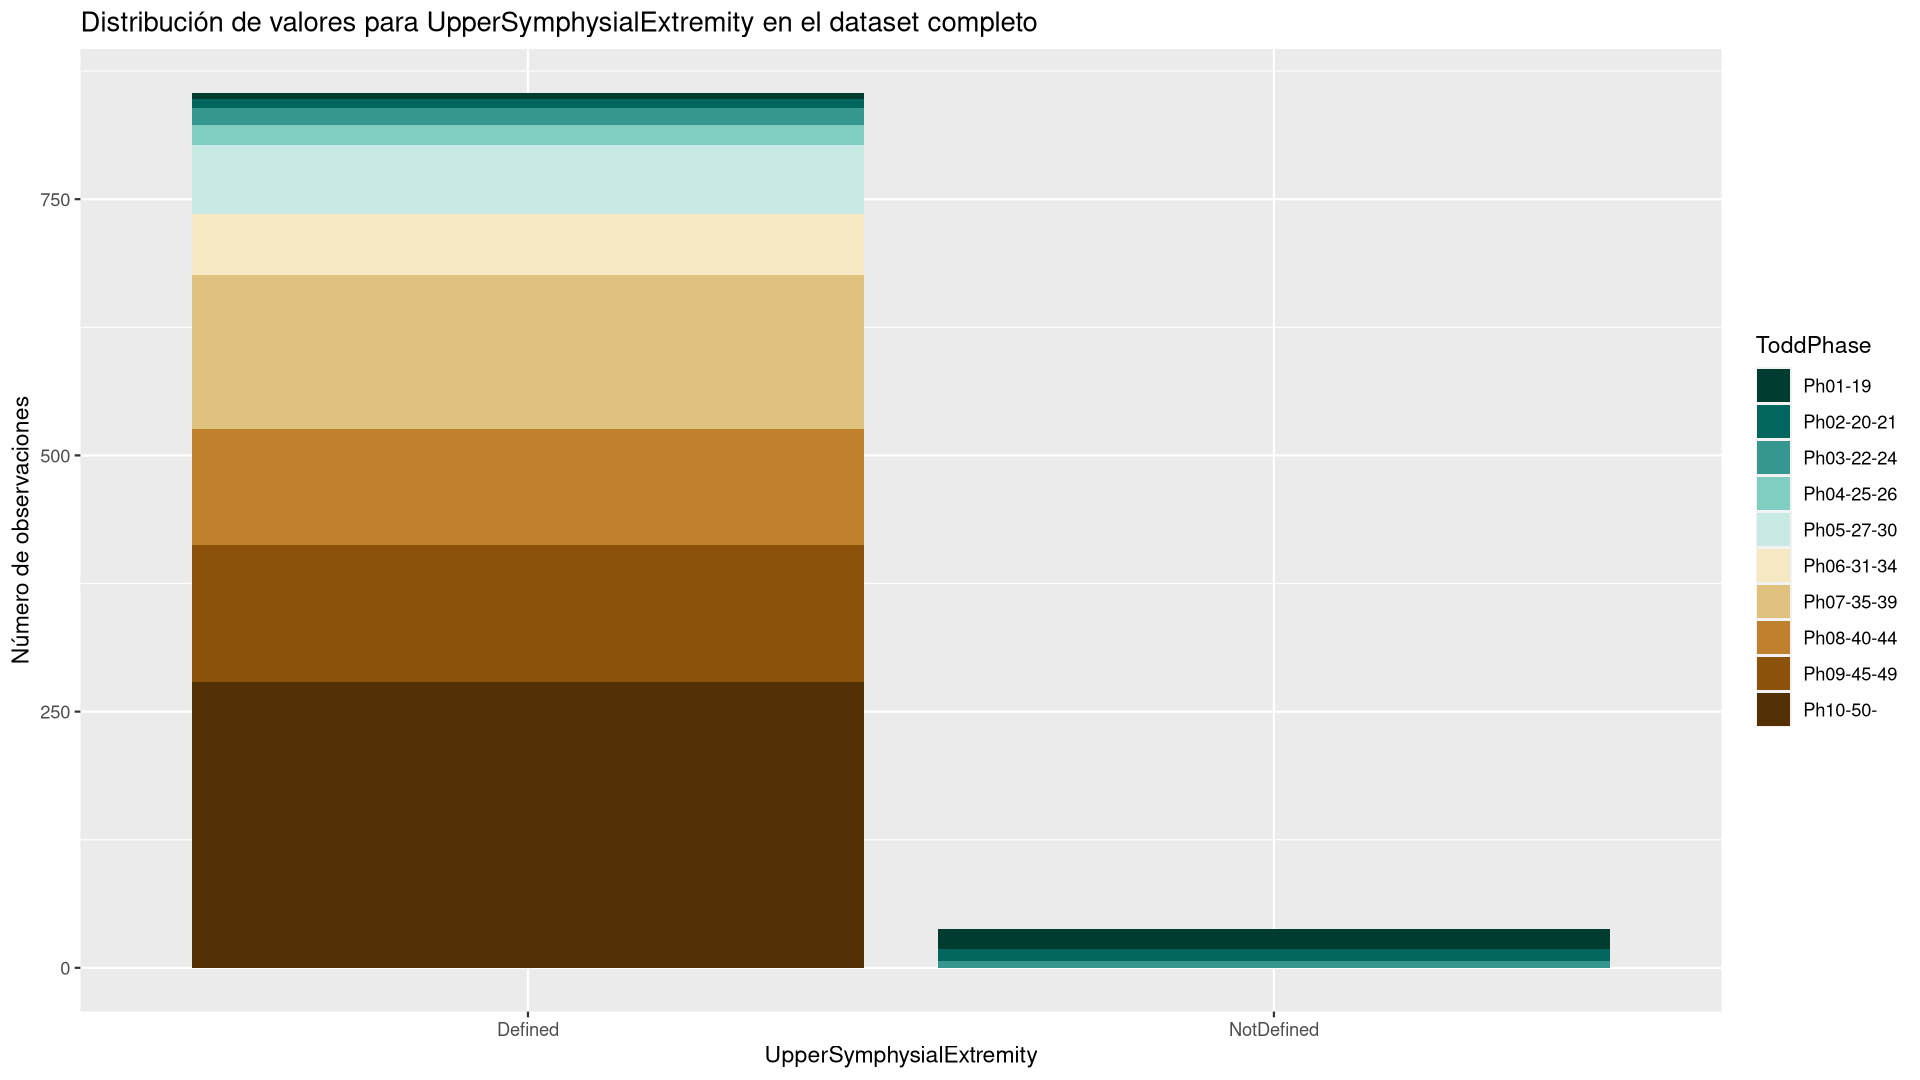 Distribución de valores para UpperSymphysialExtremity en el dataset completo
Número de observaciones
750
500
250
0
Defined
NotDefined
UpperSymphysialExtremity
ToddPhase
Ph01-19
Ph02-20-21
Ph03-22-24
Ph04-25-26
Ph05-27-30
Ph06-31-34
Ph07-35-39
Ph08-40-44
Ph09-45-49
Ph10-50-